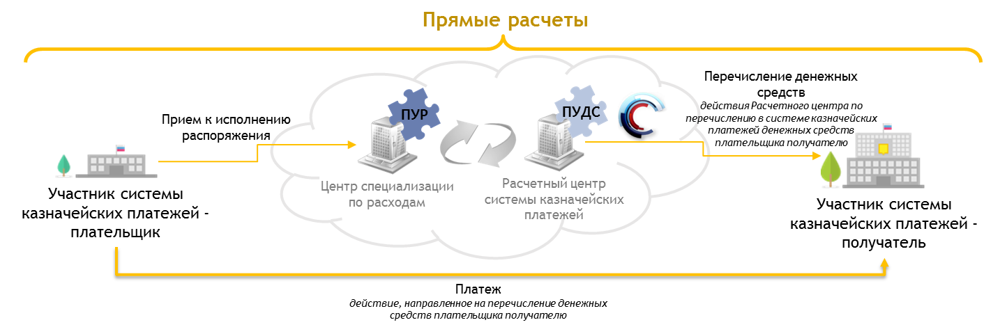 Прямые расчеты
Прием к исполнению
распоряжения
ПУР
ПУДС
Перечисление денежных
средств
действия Расчетного центра по
перечислению в системе казначейских
платежей денежных средств
плательщика получателю
Участник системы
казначейских платежей -
плательщик
Центр специализации
по расходам
Расчетный центр
системы казначейских
платежей
Участник системы
казначейских платежей -
получатель
Платеж
действие, направленное на перечисление денежных
средств плательщика получателю